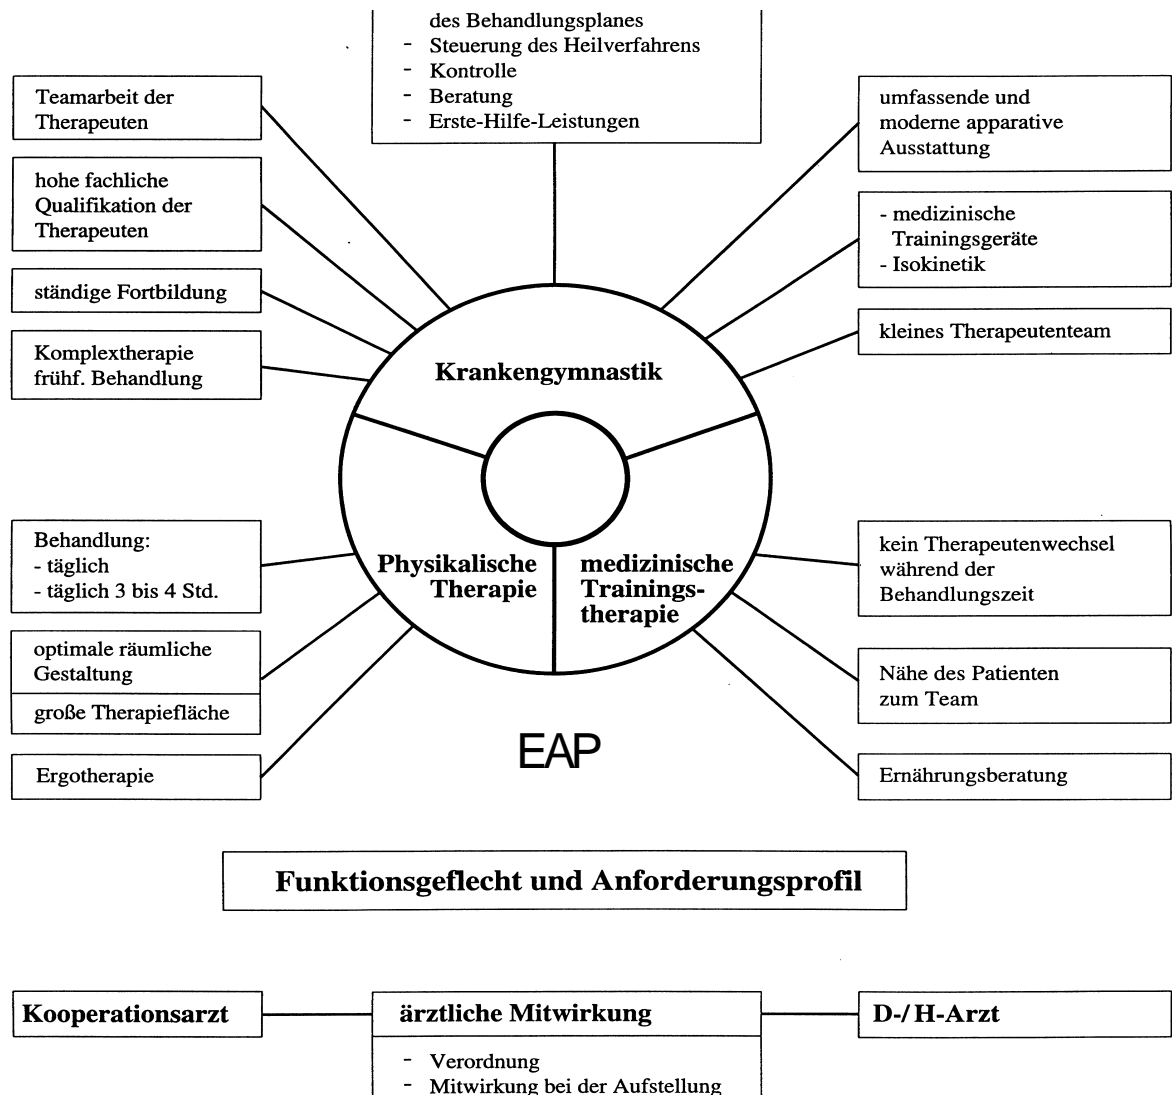 des Behandlungsplanes
- Steuerung des Heilverfahrens
- Kontrolle
- Beratung
- Erste-Hilfe-Leistungen
Teamarbeit der
Therapeuten
hohe fachliche
Qualifikation der
Therapeuten
ständige Fortbildung
Komplextherapie
frühf. Behandlung
umfassende und
moderne apparative
Ausstattung
- medizinische
Trainingsgeräte
- Isokinetik
kleines Therapeutenteam
Krankengymnastik
Physikalische
Therapie
medizinische
Trainings-
therapie
Behandlung:
- täglich
- täglich 3 bis 4 Std.
optimale räumliche
Gestaltung
große Therapiefläche
Ergotherapie
kein Therapeutenwechsel
während der
Behandlungszeit
Nähe des Patienten
zum Team
Ernährungsberatung
EAP
Funktionsgeflecht und Anforderungsprofil
Kooperationsarzt
ärztliche Mitwirkung
D-/ H-Arzt
- Verordnung
- Mitwirkung bei der Aufstellung